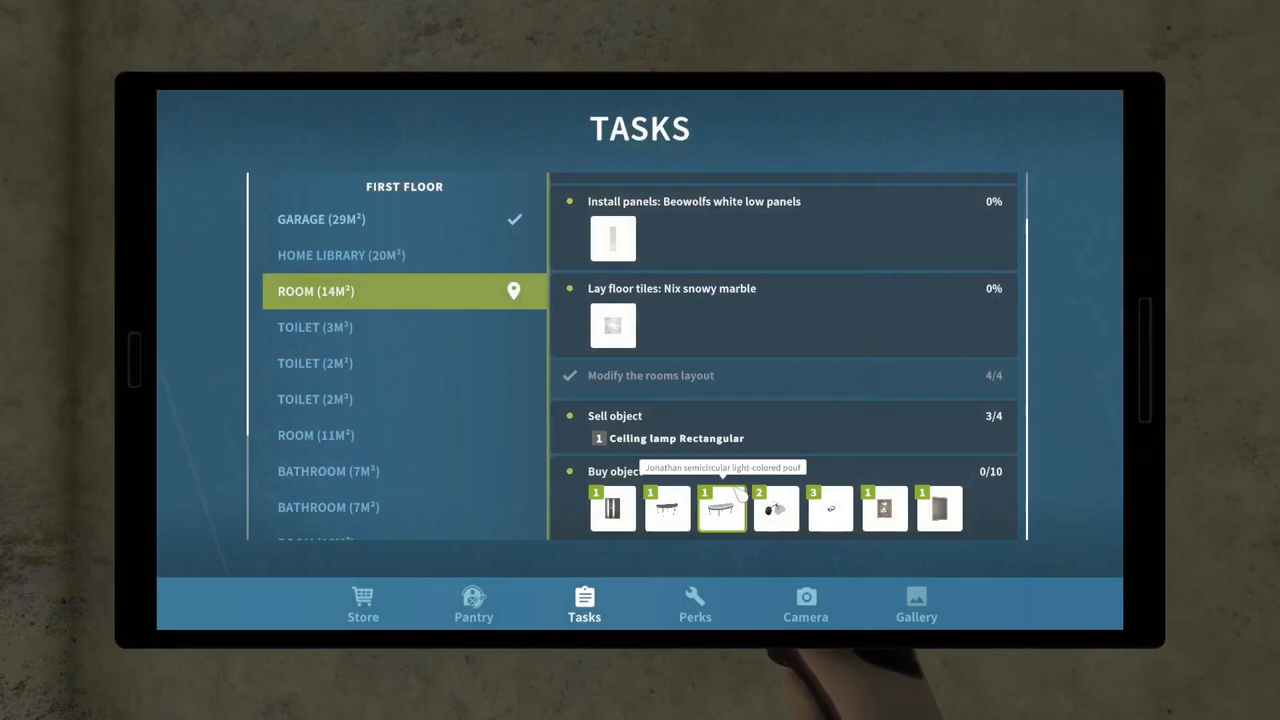 TASKS
FIRST FLOOR
GARAGE (29M²)
HOME LIBRARY (20M²)
ROOM (14M²)
TOILET (3M²)
TOILET (2M²)
TOILET (2M²)
ROOM (11M²)
BATHROOM (7M²)
BATHROOM (7M²)
Install panels: Beowolfs white low panels 0%
Lay floor tiles: Nix snowy marble 0%
Modify the rooms layout 4/4
Sell object 3/4
1 Ceiling lamp Rectangular
Jonathan semicircular light-colored pouf
Buy objec 0/10
1 1 1 2 3 1 1
Store Pantry Tasks Perks Camera Gallery